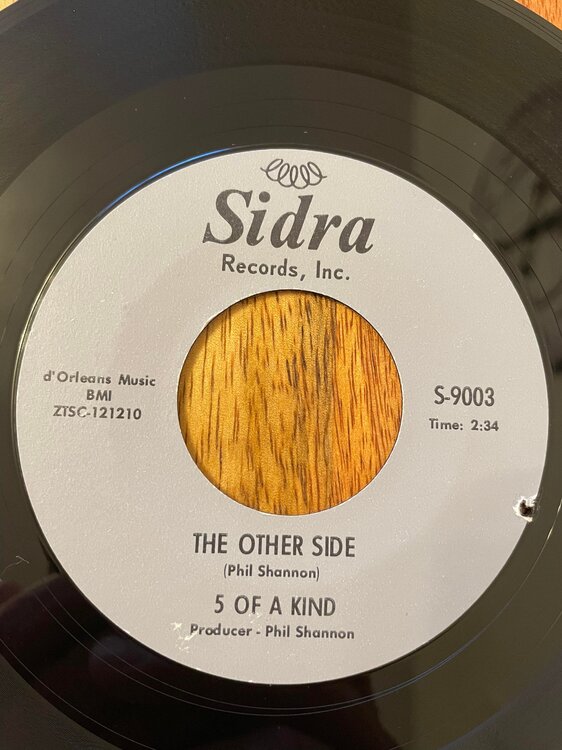 Sidra
Records, Inc.
d'Orleans Music
BMI
ZTSC-121210
S-9003
Time: 2:34
THE OTHER SIDE
(Phil Shannon)
5 OF A KIND
Producer - Phil Shannon